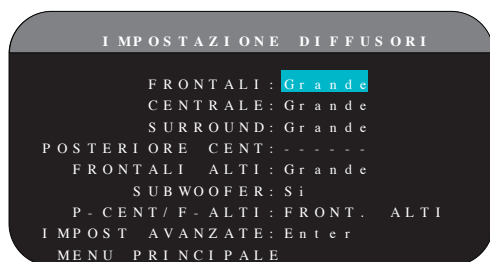 IMPOSTAZIONE DIFFUSORI
FRONTALI: Grande
CENTRALE: Grande
SURROUND: Grande
POSTERIORE CENT: ------
FRONTALI ALTI: Grande
SUBWOOFER: Si
P-CENT/F-ALTI: FRONT. ALTI
IMPOST AVANZATE: Enter
MENU PRINCIPALE